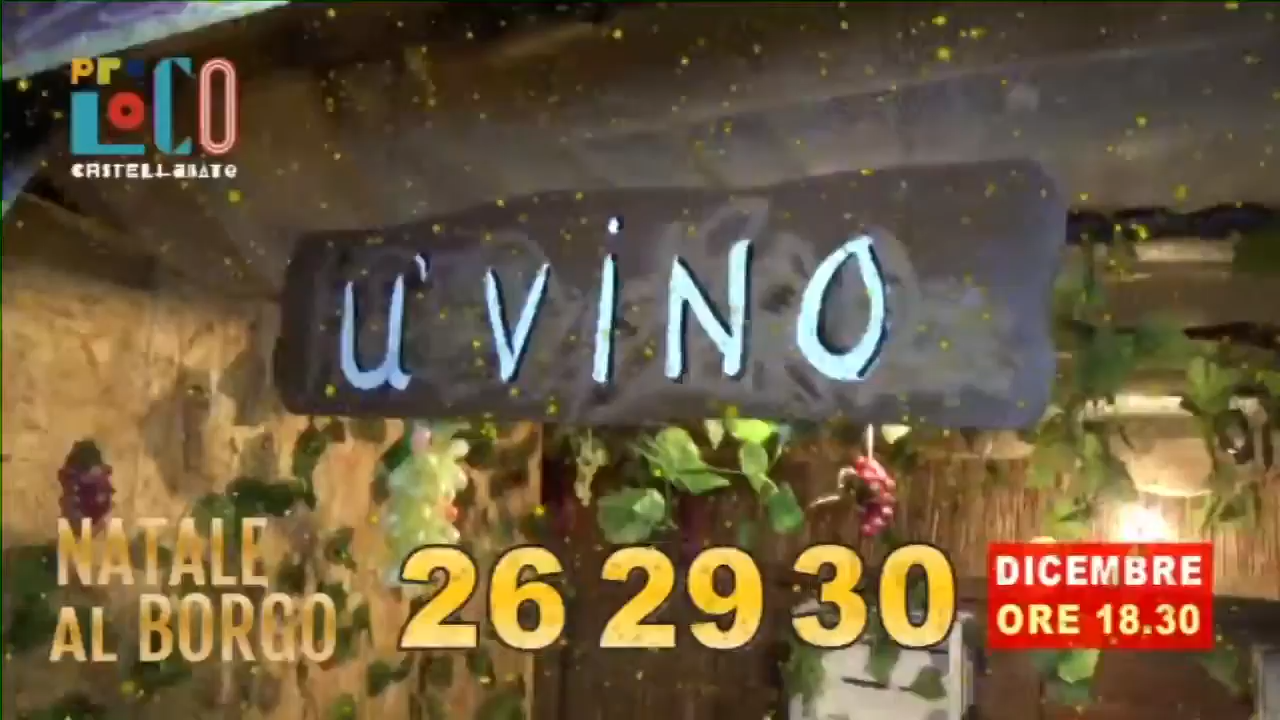 PRO
LOCO
CASTELLABATE
u' viNO
NATALE
AL BORGO
26 29 30
DICEMBRE
ORE 18.30